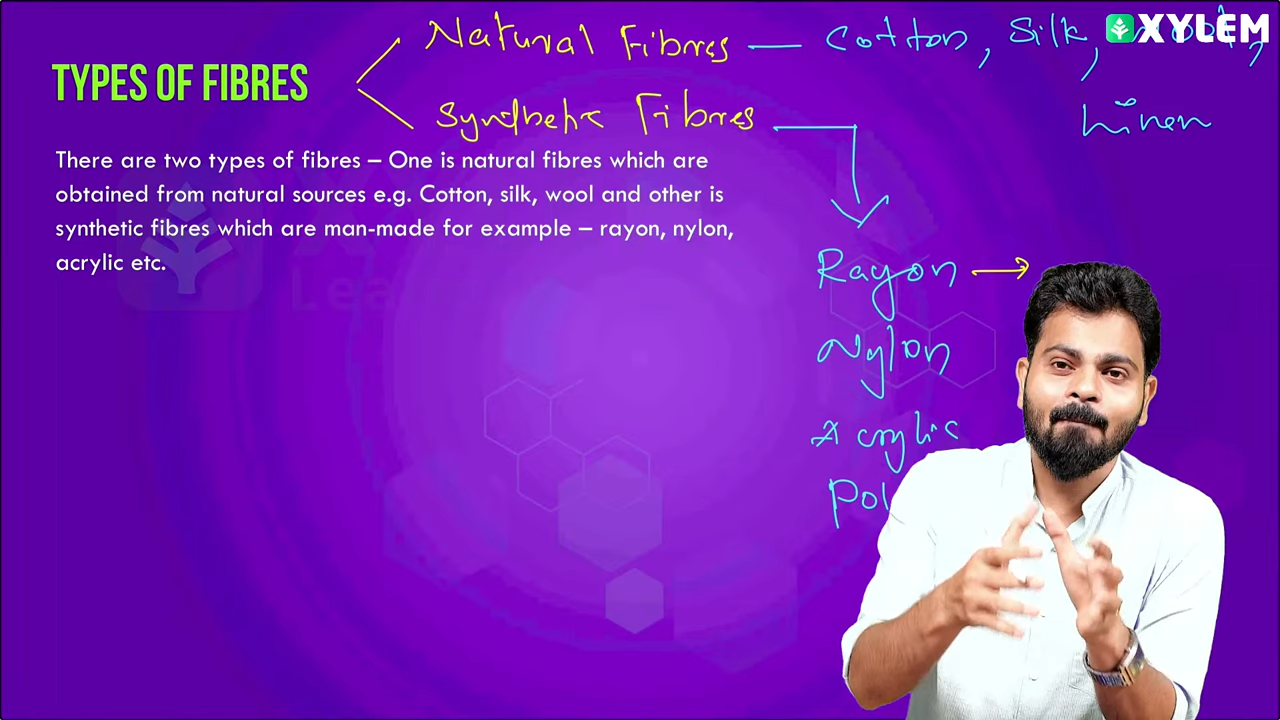 Natural Fibres — Cotton, Silk,
XYLEM
TYPES OF FIBRES
Synthetic Fibres
Linen
There are two types of fibres – One is natural fibres which are
obtained from natural sources e.g. Cotton, silk, wool and other is
synthetic fibres which are man-made for example – rayon, nylon,
acrylic etc.
Rayon →
Nylon
Acrylic
Pol